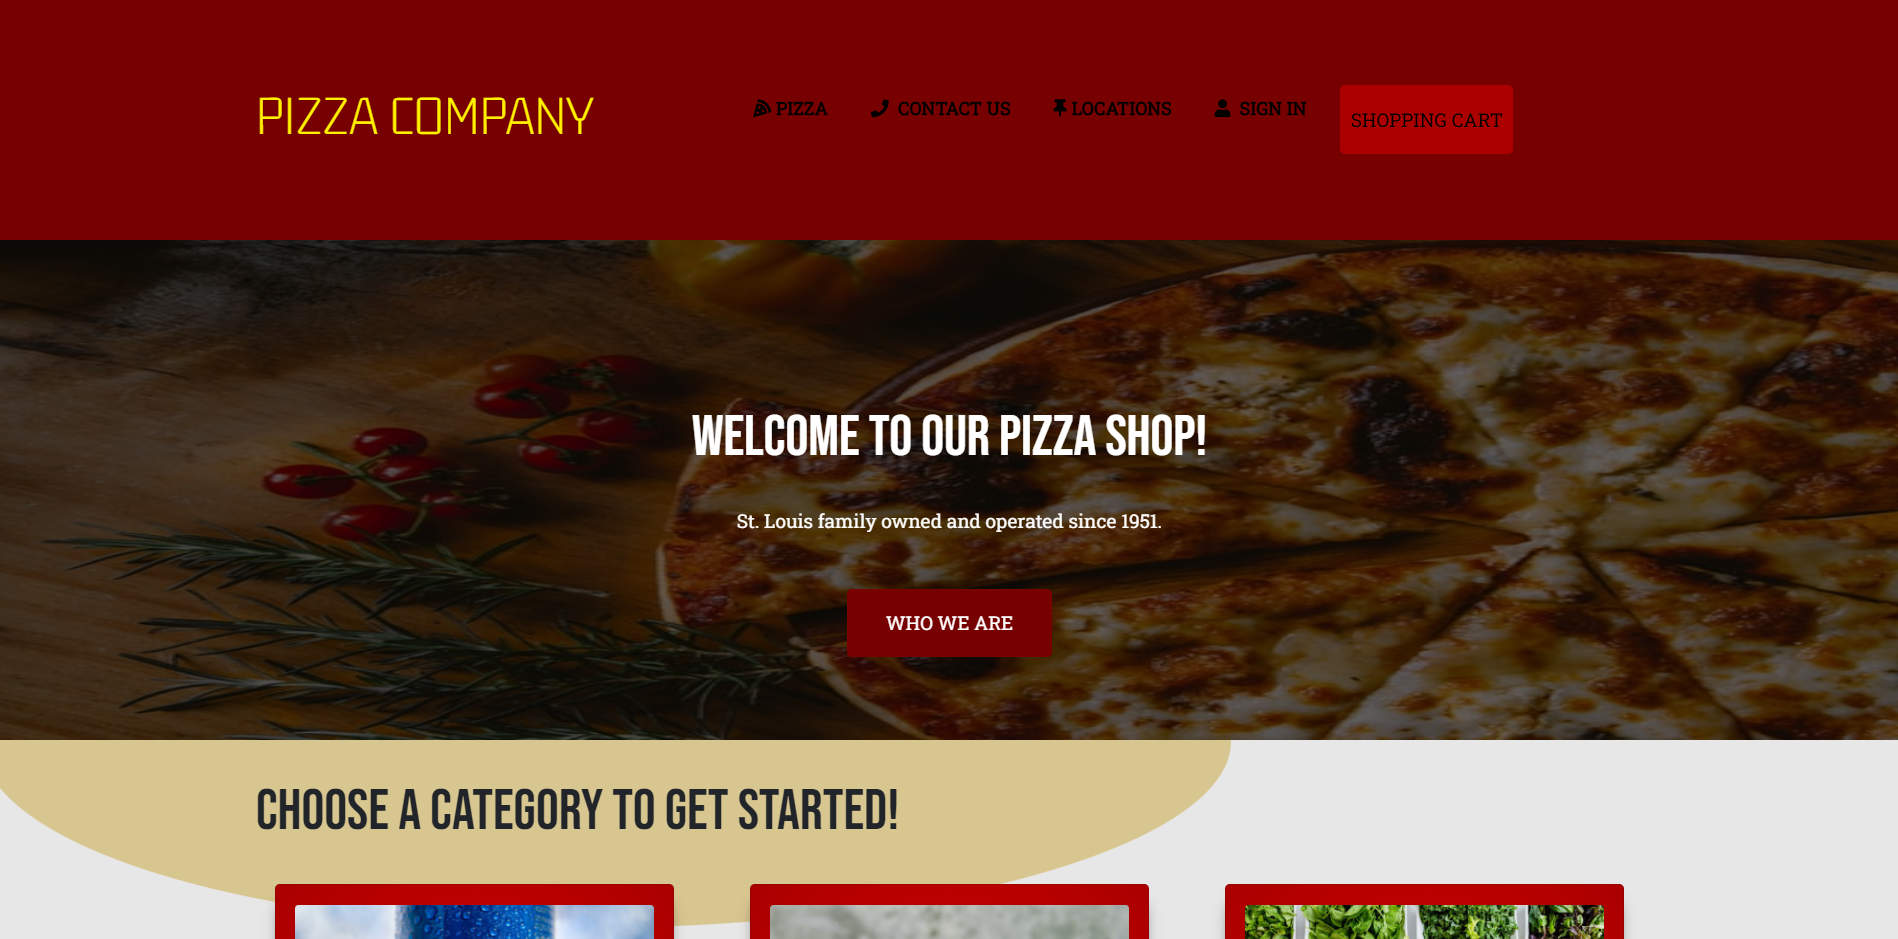 PIZZA COMPANY
PIZZA CONTACT US LOCATIONS SIGN IN SHOPPING CART
WELCOME TO OUR PIZZA SHOP!
St. Louis family owned and operated since 1951.
WHO WE ARE
CHOOSE A CATEGORY TO GET STARTED!